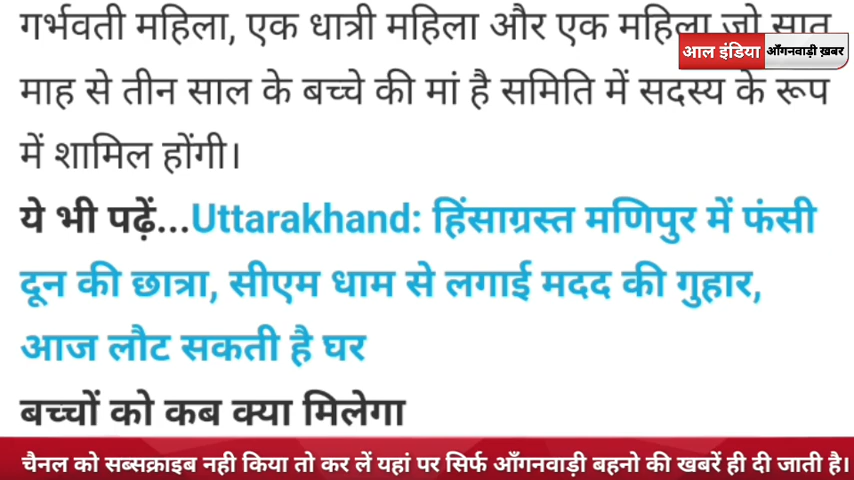 गर्भवती महिला, एक धात्री महिला और एक महिला जो सात
आल इंडिया आँगनवाड़ी ख़बर
माह से तीन साल के बच्चे की मां है समिति में सदस्य के रूप
में शामिल होंगी।
ये भी पढ़ें...Uttarakhand: हिंसाग्रस्त मणिपुर में फंसी
दून की छात्रा, सीएम धाम से लगाई मदद की गुहार,
आज लौट सकती है घर
बच्चों को कब क्या मिलेगा
चैनल को सब्सक्राइब नही किया तो कर लें यहां पर सिर्फ आँगनवाड़ी बहनो की खबरें ही दी जाती है।